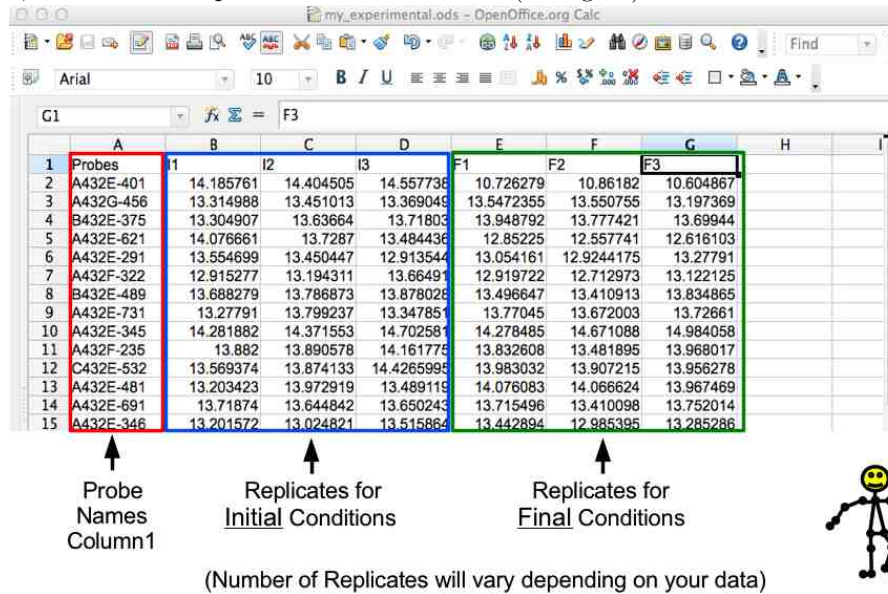 my_experimental.ods - OpenOffice.org Calc
Find
Arial 10 B I U
G1 F3
A B C D E F G H I
1 Probes I1 I2 I3 F1 F2 F3
2 A432E-401 14.185761 14.404505 14.557738 10.726279 10.86182 10.604867
3 A432G-456 13.314988 13.451013 13.369049 13.5472355 13.550755 13.197369
4 B432E-375 13.304907 13.63664 13.71803 13.948792 13.777421 13.69944
5 A432E-621 14.076661 13.7287 13.484436 12.85225 12.557741 12.616103
6 A432E-291 13.554699 13.450447 12.913544 13.054161 12.9244175 13.27791
7 A432F-322 12.915277 13.194311 13.66491 12.919722 12.712973 13.122125
8 B432E-489 13.688279 13.786873 13.878028 13.496647 13.410913 13.834865
9 A432E-731 13.27791 13.799237 13.347851 13.77045 13.672003 13.72661
10 A432E-345 14.281882 14.371553 14.702581 14.278485 14.671088 14.984058
11 A432F-235 13.882 13.890578 14.161775 13.832608 13.481895 13.968017
12 C432E-532 13.569374 13.874133 14.4265995 13.983032 13.907215 13.956278
13 A432E-481 13.203423 13.972919 13.489119 14.076083 14.066624 13.967469
14 A432E-691 13.71874 13.644842 13.650243 13.715496 13.410098 13.752014
15 A432E-346 13.201572 13.024821 13.515864 13.442894 12.985395 13.285286
Probe
Names
Column1
Replicates for
Initial Conditions
Replicates for
Final Conditions
(Number of Replicates will vary depending on your data)